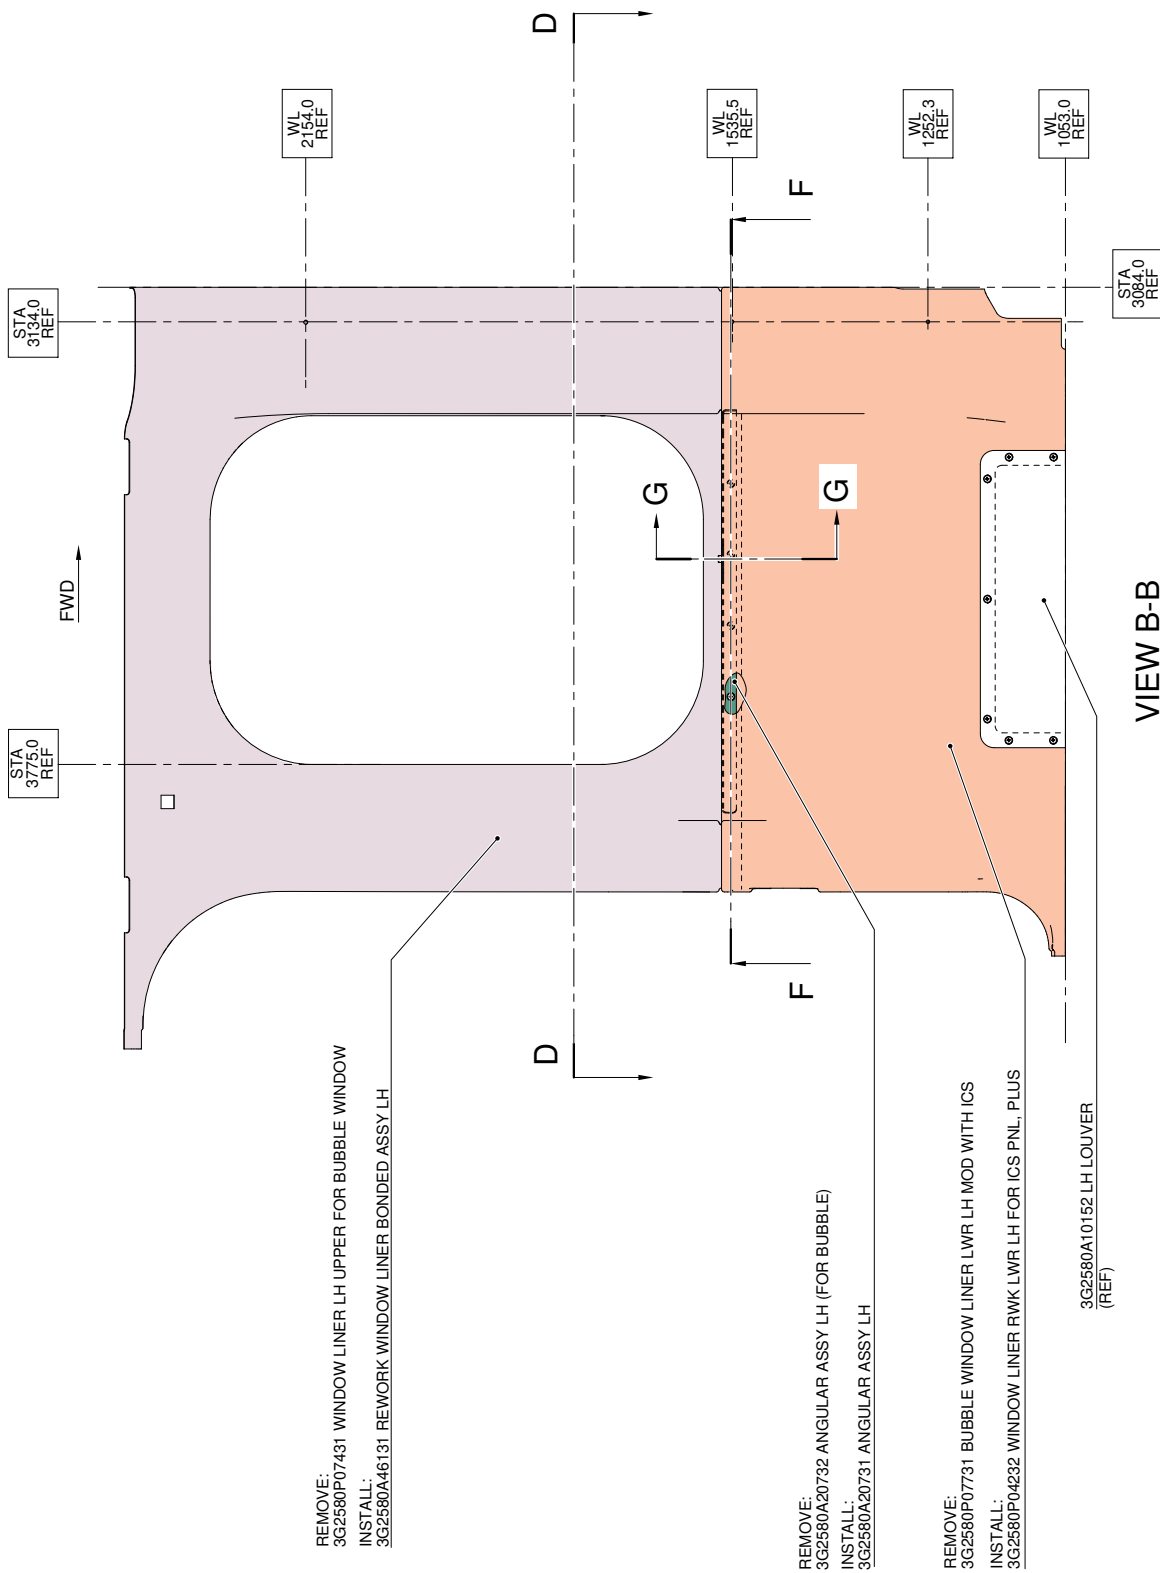 STA
3775.0
REF
STA
3134.0
REF
STA
3084.0
REF
FWD
WL
2154.0
REF
WL
1535.5
REF
WL
1252.3
REF
WL
1053.0
REF
D
D
F
F
G
G
REMOVE:
3G2580P07431 WINDOW LINER LH UPPER FOR BUBBLE WINDOW
INSTALL:
3G2580A46131 REWORK WINDOW LINER BONDED ASSY LH
REMOVE:
3G2580A20732 ANGULAR ASSY LH (FOR BUBBLE)
INSTALL:
3G2580A20731 ANGULAR ASSY LH
REMOVE:
3G2580P07731 BUBBLE WINDOW LINER LWR LH MOD WITH ICS
INSTALL:
3G2580P04232 WINDOW LINER RWK LWR LH FOR ICS PNL, PLUS
3G2580A10152 LH LOUVER
(REF)
VIEW B-B